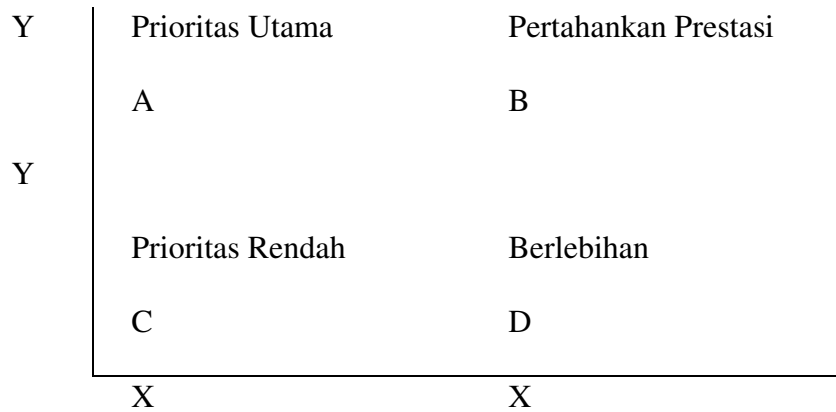 Y Prioritas Utama Pertahankan Prestasi
A B
Y
Prioritas Rendah Berlebihan
C D
X X